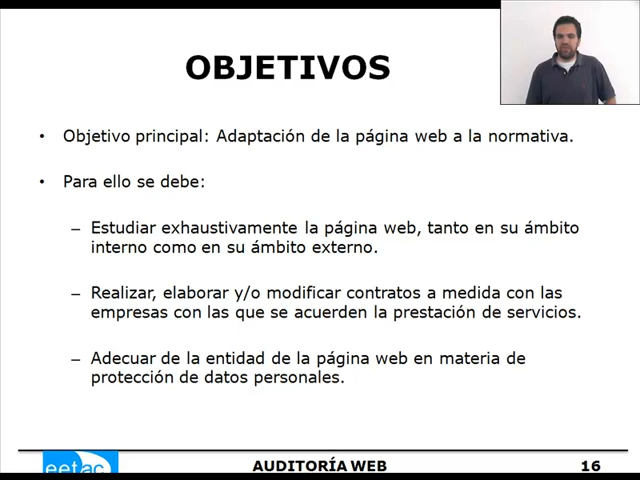 OBJETIVOS
• Objetivo principal: Adaptación de la página web a la normativa.
• Para ello se debe:
– Estudiar exhaustivamente la página web, tanto en su ámbito
interno como en su ámbito externo.
– Realizar, elaborar y/o modificar contratos a medida con las
empresas con las que se acuerden la prestación de servicios.
– Adecuar de la entidad de la página web en materia de
protección de datos personales.
eetac
AUDITORÍA WEB
16